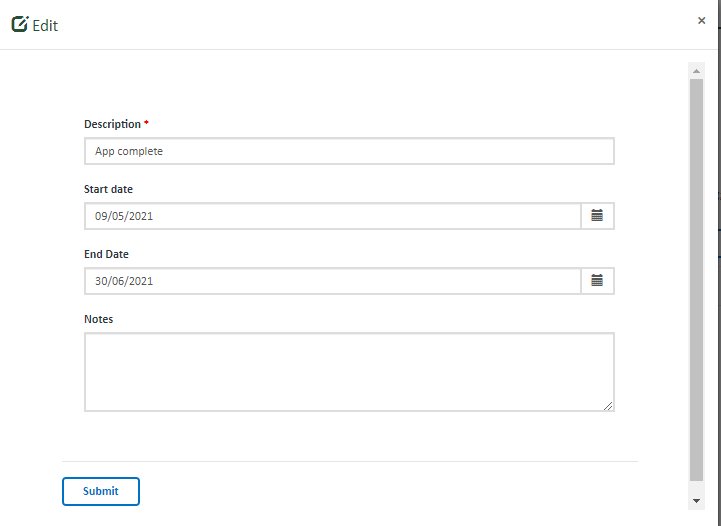 Edit
×
Description *
App complete
Start date
09/05/2021
End Date
30/06/2021
Notes
Submit